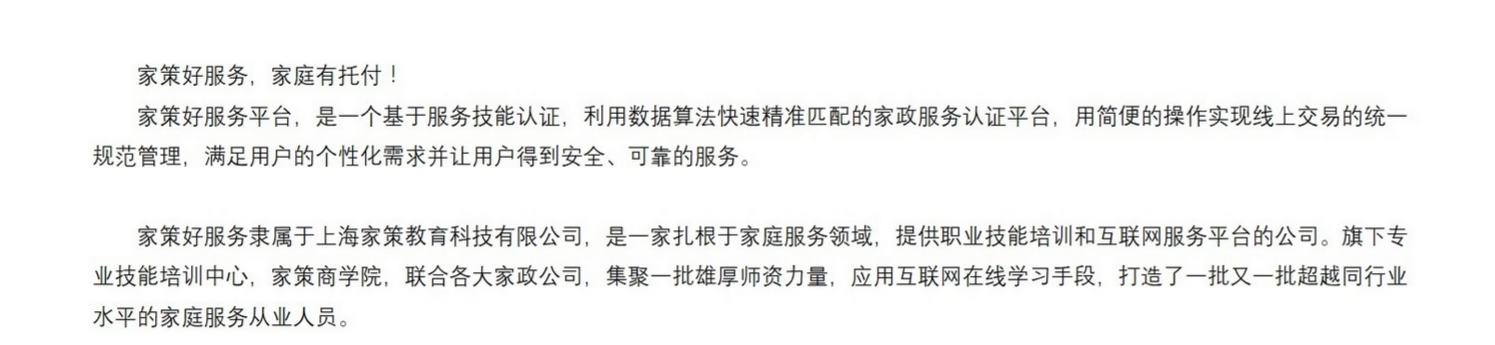 家策好服务，家庭有托付！
家策好服务平台，是一个基于服务技能认证，利用数据算法快速精准匹配的家政服务认证平台，用简便的操作实现线上交易的统一
规范管理，满足用户的个性化需求并让用户得到安全、可靠的服务。
家策好服务隶属于上海家策教育科技有限公司，是一家扎根于家庭服务领域，提供职业技能培训和互联网服务平台的公司。旗下专
业技能培训中心，家策商学院，联合各大家政公司，集聚一批雄厚师资力量，应用互联网在线学习手段，打造了一批又一批超越同行业
水平的家庭服务从业人员。